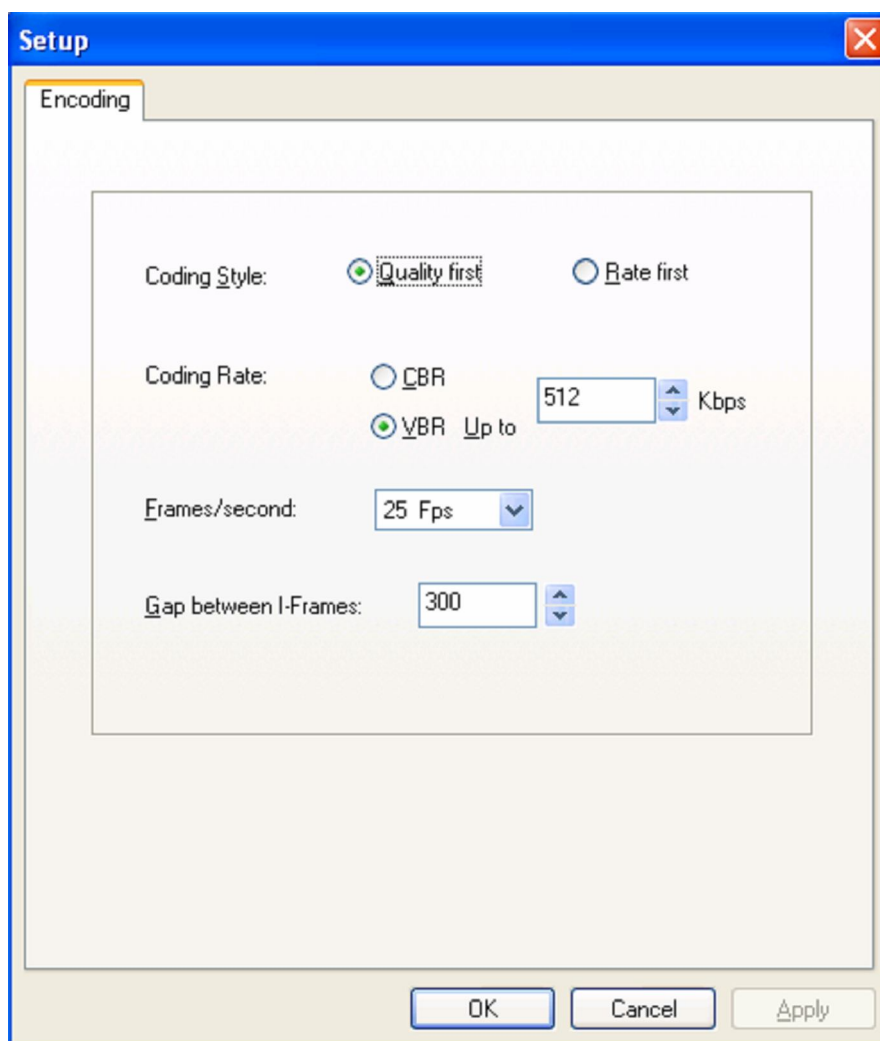 Setup
Encoding
Coding Style: Quality first Rate first
Coding Rate: CBR
VBR Up to 512 Kbps
Frames/second: 25 Fps
Gap between I-Frames: 300
OK Cancel Apply